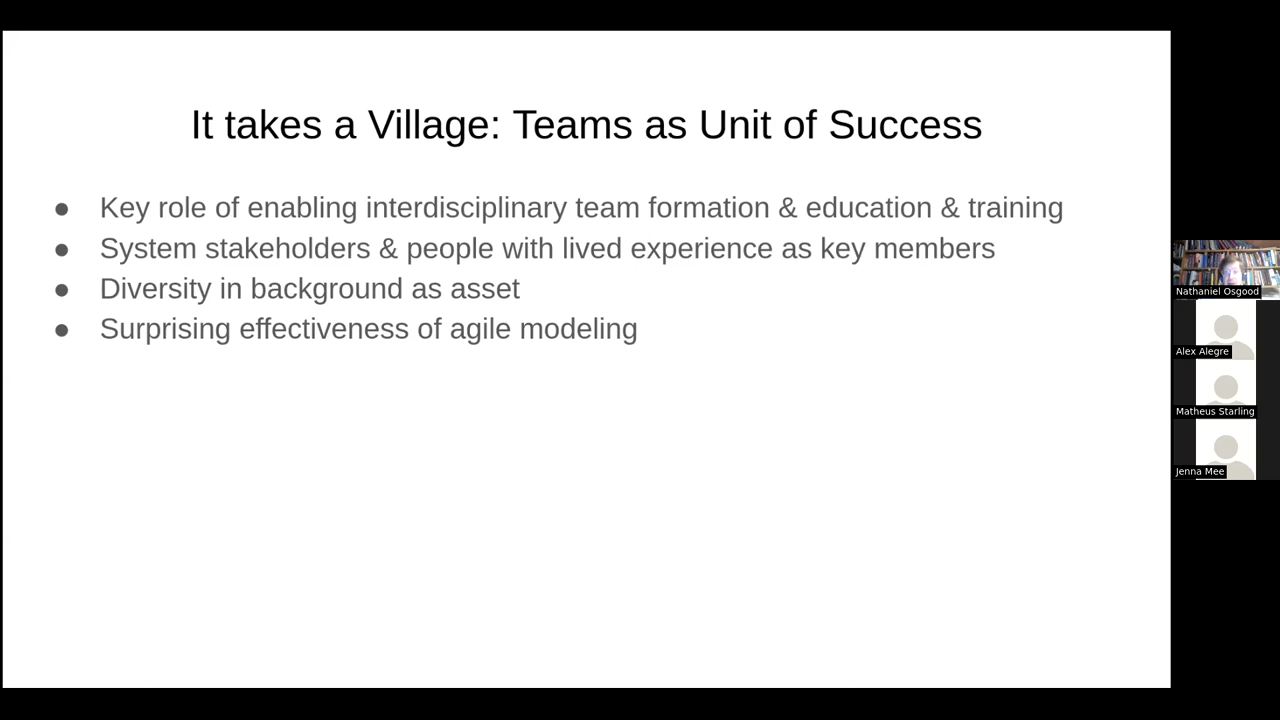 It takes a Village: Teams as Unit of Success
● Key role of enabling interdisciplinary team formation & education & training
● System stakeholders & people with lived experience as key members
● Diversity in background as asset
● Surprising effectiveness of agile modeling
Nathaniel Osgood
Alex Alegre
Matheus Starling
Jenna Mee